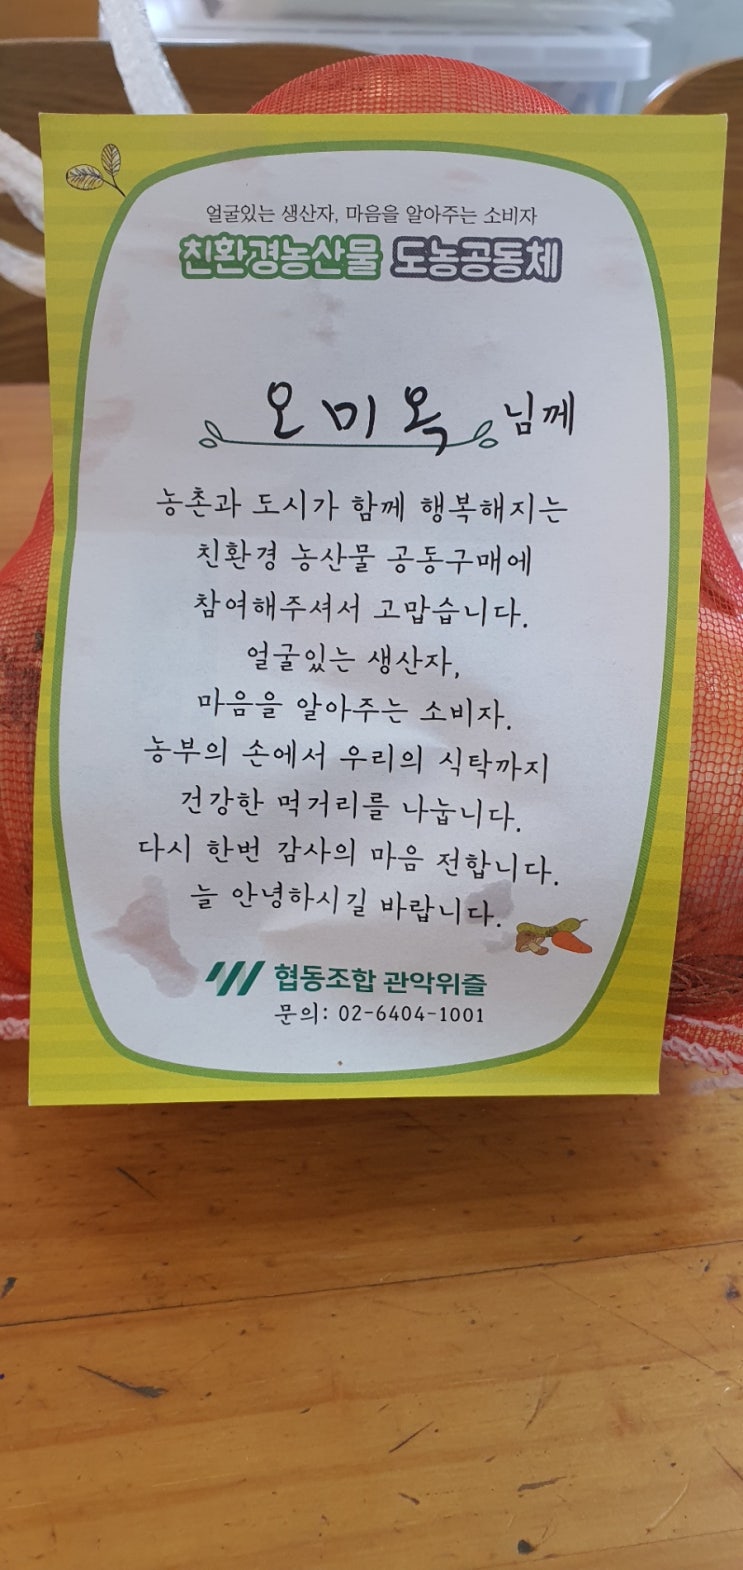 얼굴있는 생산자, 마음을 알아주는 소비자
친환경농산물 도농공동체
오미옥 님께
농촌과 도시가 함께 행복해지는
친환경 농산물 공동구매에
참여해주셔서 고맙습니다.
얼굴있는 생산자,
마음을 알아주는 소비자.
농부의 손에서 우리의 식탁까지
건강한 먹거리를 나눕니다.
다시 한번 감사의 마음 전합니다.
늘 안녕하시길 바랍니다.
협동조합 관악위즐
문의: 02-6404-1001